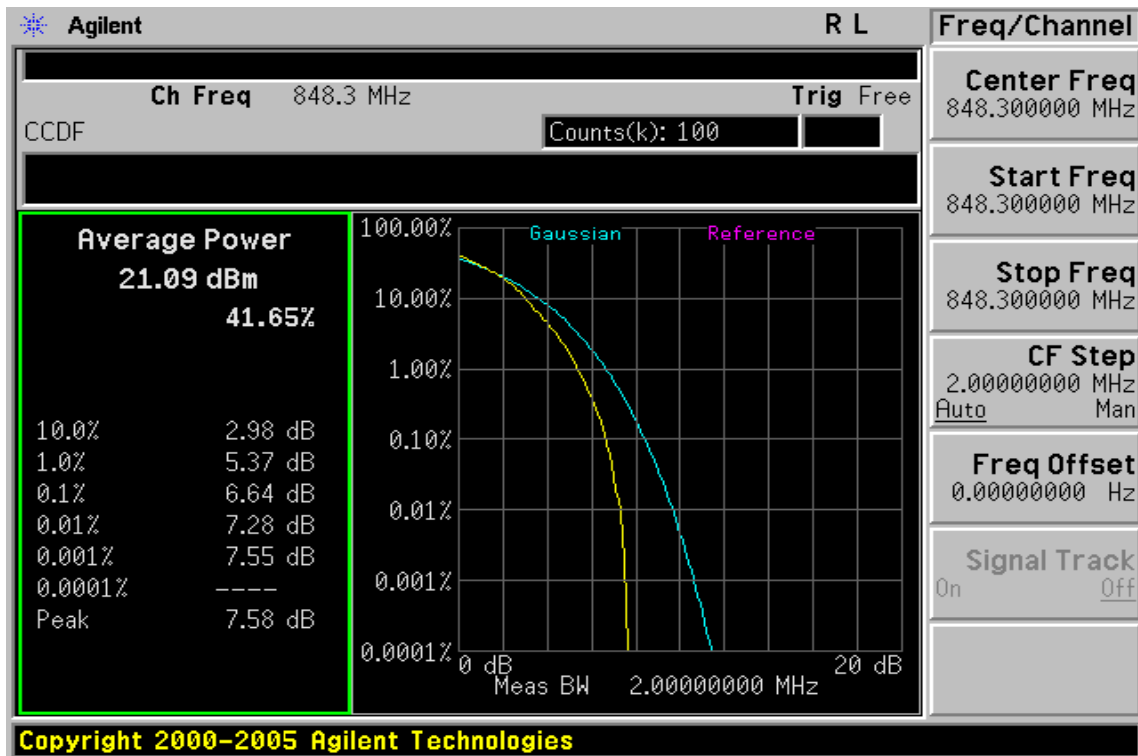 Agilent R L
Ch Freq 848.3 MHz Trig Free
CCDF Counts(k): 100
Average Power
21.09 dBm
41.65%
10.0% 2.98 dB
1.0% 5.37 dB
0.1% 6.64 dB
0.01% 7.28 dB
0.001% 7.55 dB
0.0001% ----
Peak 7.58 dB
Gaussian Reference
100.00%
10.00%
1.00%
0.10%
0.01%
0.001%
0.0001%
0 dB 20 dB
Meas BW 2.00000000 MHz
Freq/Channel
Center Freq
848.300000 MHz
Start Freq
848.300000 MHz
Stop Freq
848.300000 MHz
CF Step
2.00000000 MHz
Auto Man
Freq Offset
0.00000000 Hz
Signal Track
On Off
Copyright 2000-2005 Agilent Technologies